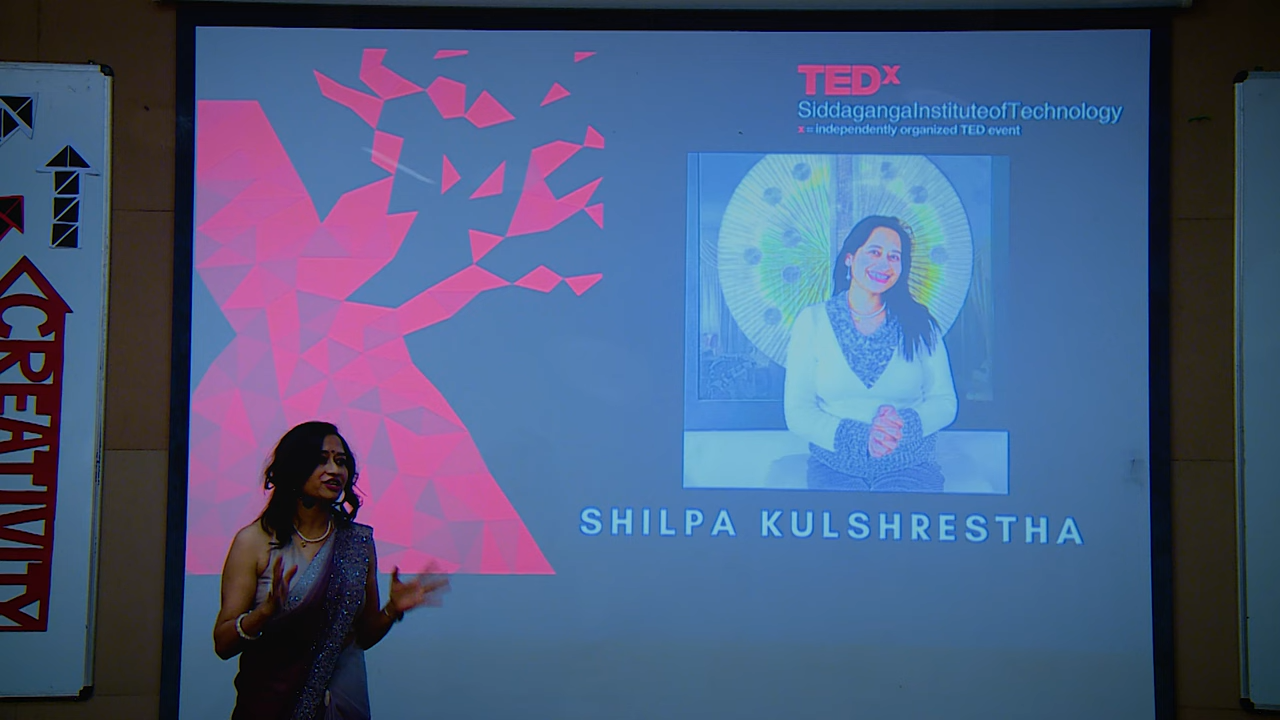 TEDx
SiddagangaInstituteofTechnology
x = independently organized TED event
SHILPA KULSHRESTHA
CREATIVITY